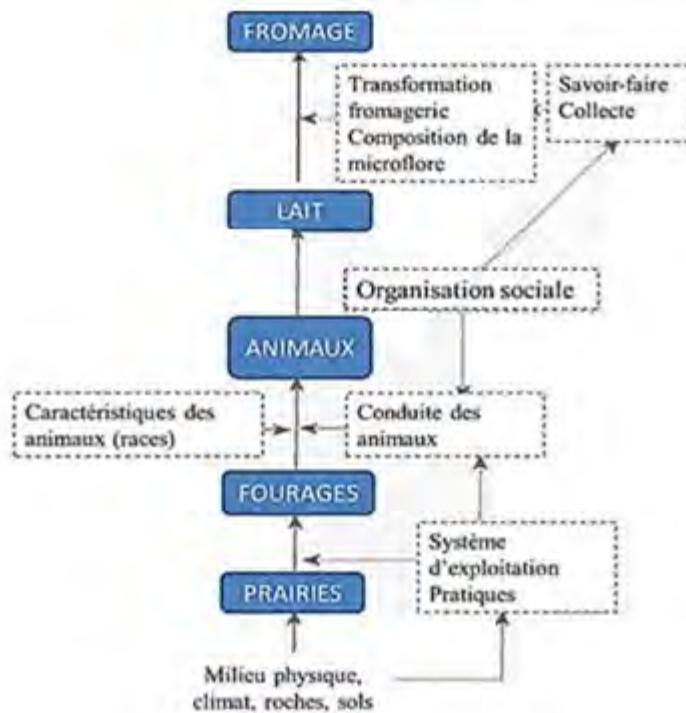 FROMAGE
Transformation
fromagerie
Composition de la
microflore
Savoir-faire
Collecte
LAIT
Organisation sociale
ANIMAUX
Caractéristiques des
animaux (races)
Conduite des
animaux
FOURAGES
Système
d'exploitation
Pratiques
PRAIRIES
Milieu physique,
climat, roches, sols